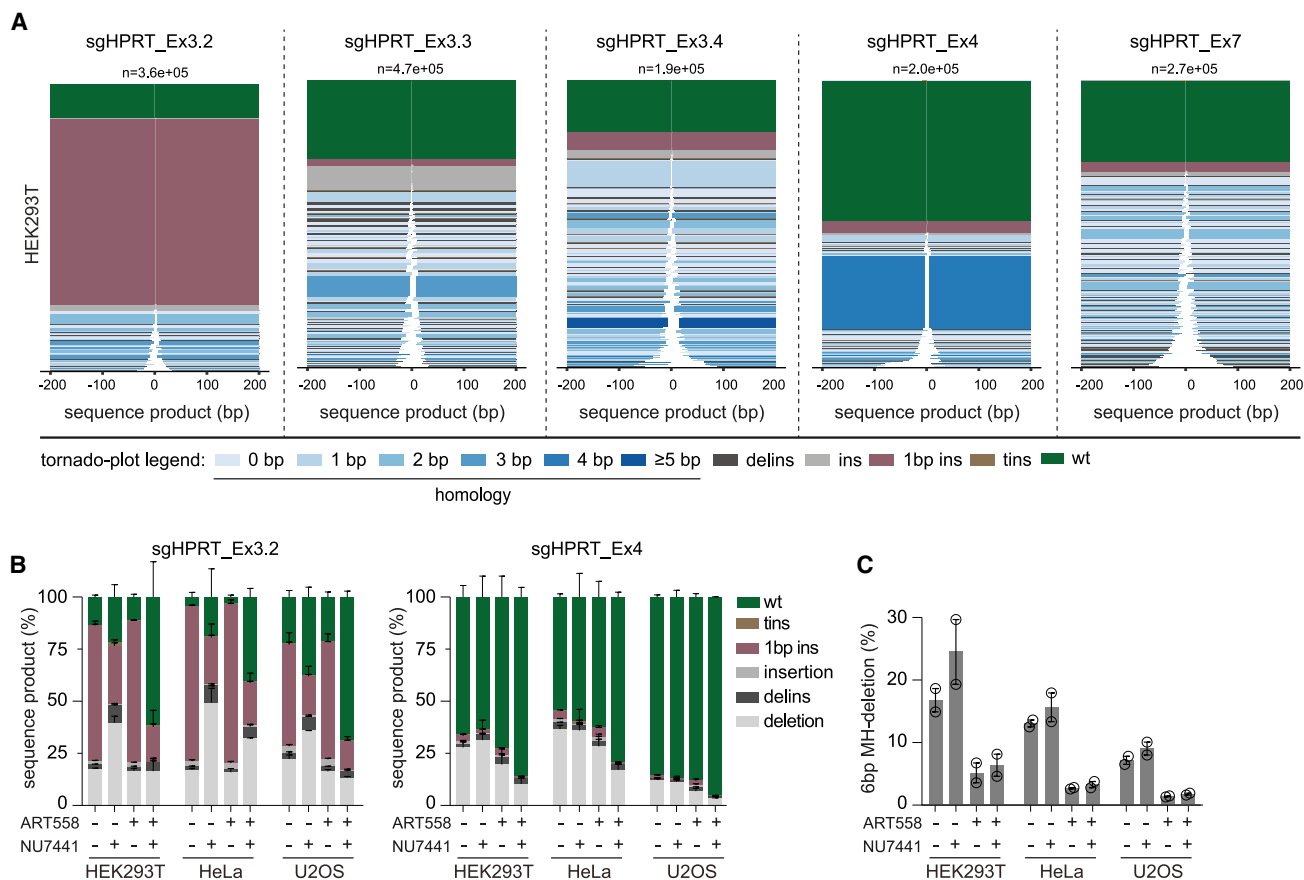 A
sgHPRT_Ex3.2
sgHPRT_Ex3.3
sgHPRT_Ex3.4
sgHPRT_Ex4
sgHPRT_Ex7
n=3.6e+05
n=4.7e+05
n=1.9e+05
n=2.0e+05
n=2.7e+05
HEK293T
-200 -100 0 100 200
-200 -100 0 100 200
-200 -100 0 100 200
-200 -100 0 100 200
-200 -100 0 100 200
sequence product (bp)
sequence product (bp)
sequence product (bp)
sequence product (bp)
sequence product (bp)
tornado-plot legend: 0 bp 1 bp 2 bp 3 bp 4 bp ≥5 bp delins ins 1bp ins tins wt
homology
B
sgHPRT_Ex3.2
sequence product (%)
100
75
50
25
0
ART558 - - + + - - + + - - + +
NU7441 - + - + - + - + - + - +
HEK293T HeLa U2OS
sgHPRT_Ex4
sequence product (%)
100
75
50
25
0
ART558 - - + + - - + + - - + +
NU7441 - + - + - + - + - + - +
HEK293T HeLa U2OS
wt
tins
1bp ins
insertion
delins
deletion
C
6bp MH-deletion (%)
30
20
10
0
ART558 - - + + - - + + - - + +
NU7441 - + - + - + - + - + - +
HEK293T HeLa U2OS